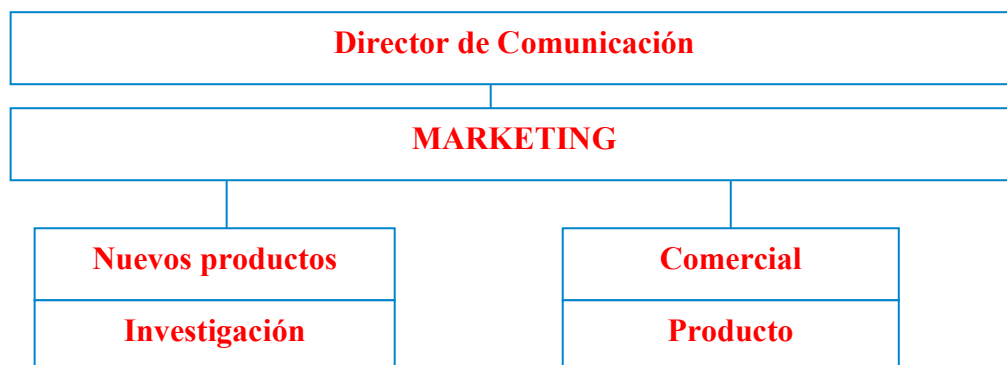 Director de Comunicación
MARKETING
Nuevos productos
Comercial
Investigación
Producto